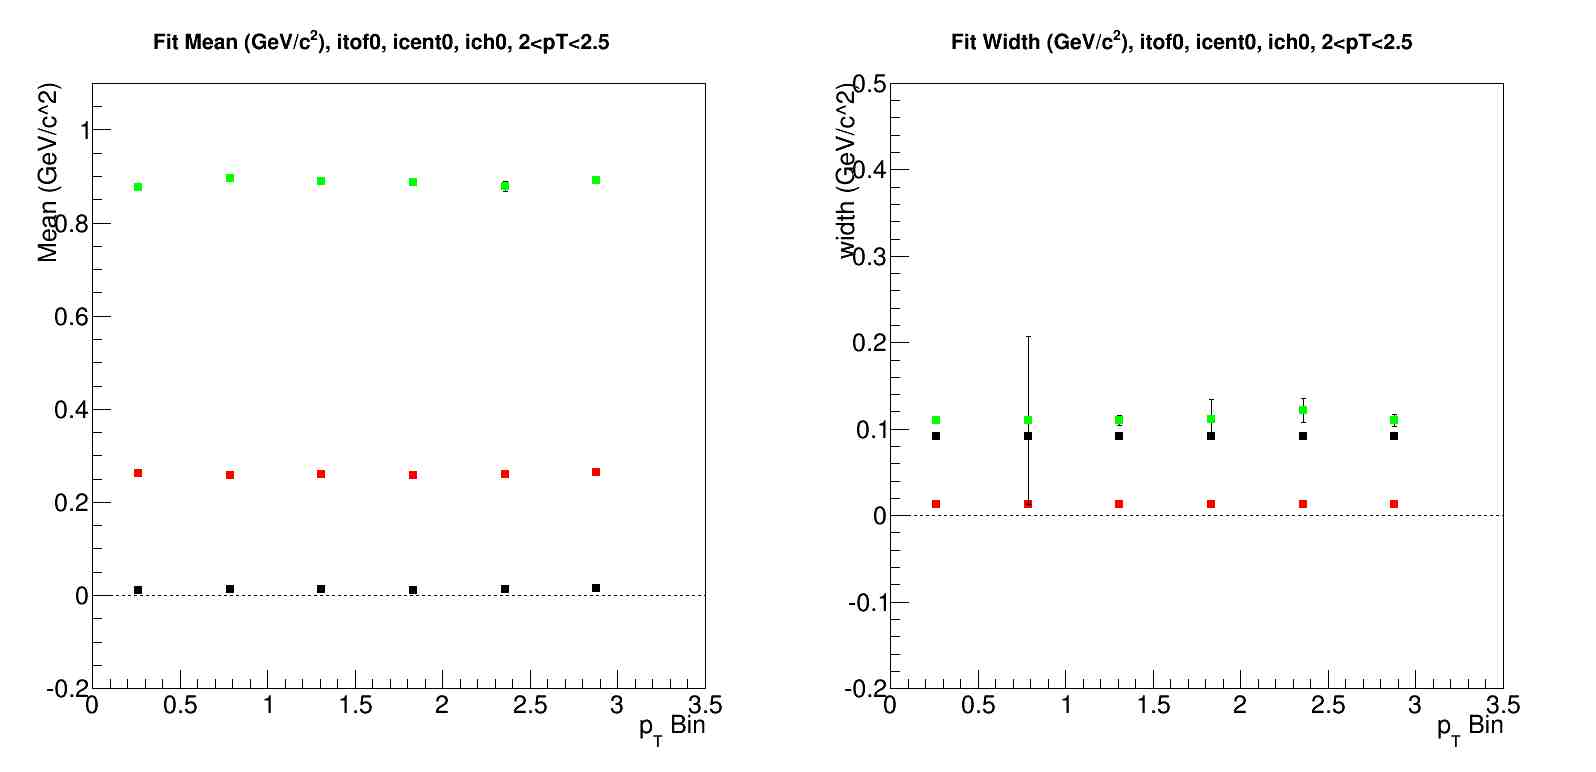 Fit Mean (GeV/c²), itof0, icent0, ich0, 2<pT<2.5
Mean (GeV/c^2)
1
0.8
0.6
0.4
0.2
0
-0.2
0 0.5 1 1.5 2 2.5 3 3.5
p_T Bin
Fit Width (GeV/c²), itof0, icent0, ich0, 2<pT<2.5
width (GeV/c^2)
0.5
0.4
0.3
0.2
0.1
0
-0.1
-0.2
0 0.5 1 1.5 2 2.5 3 3.5
p_T Bin